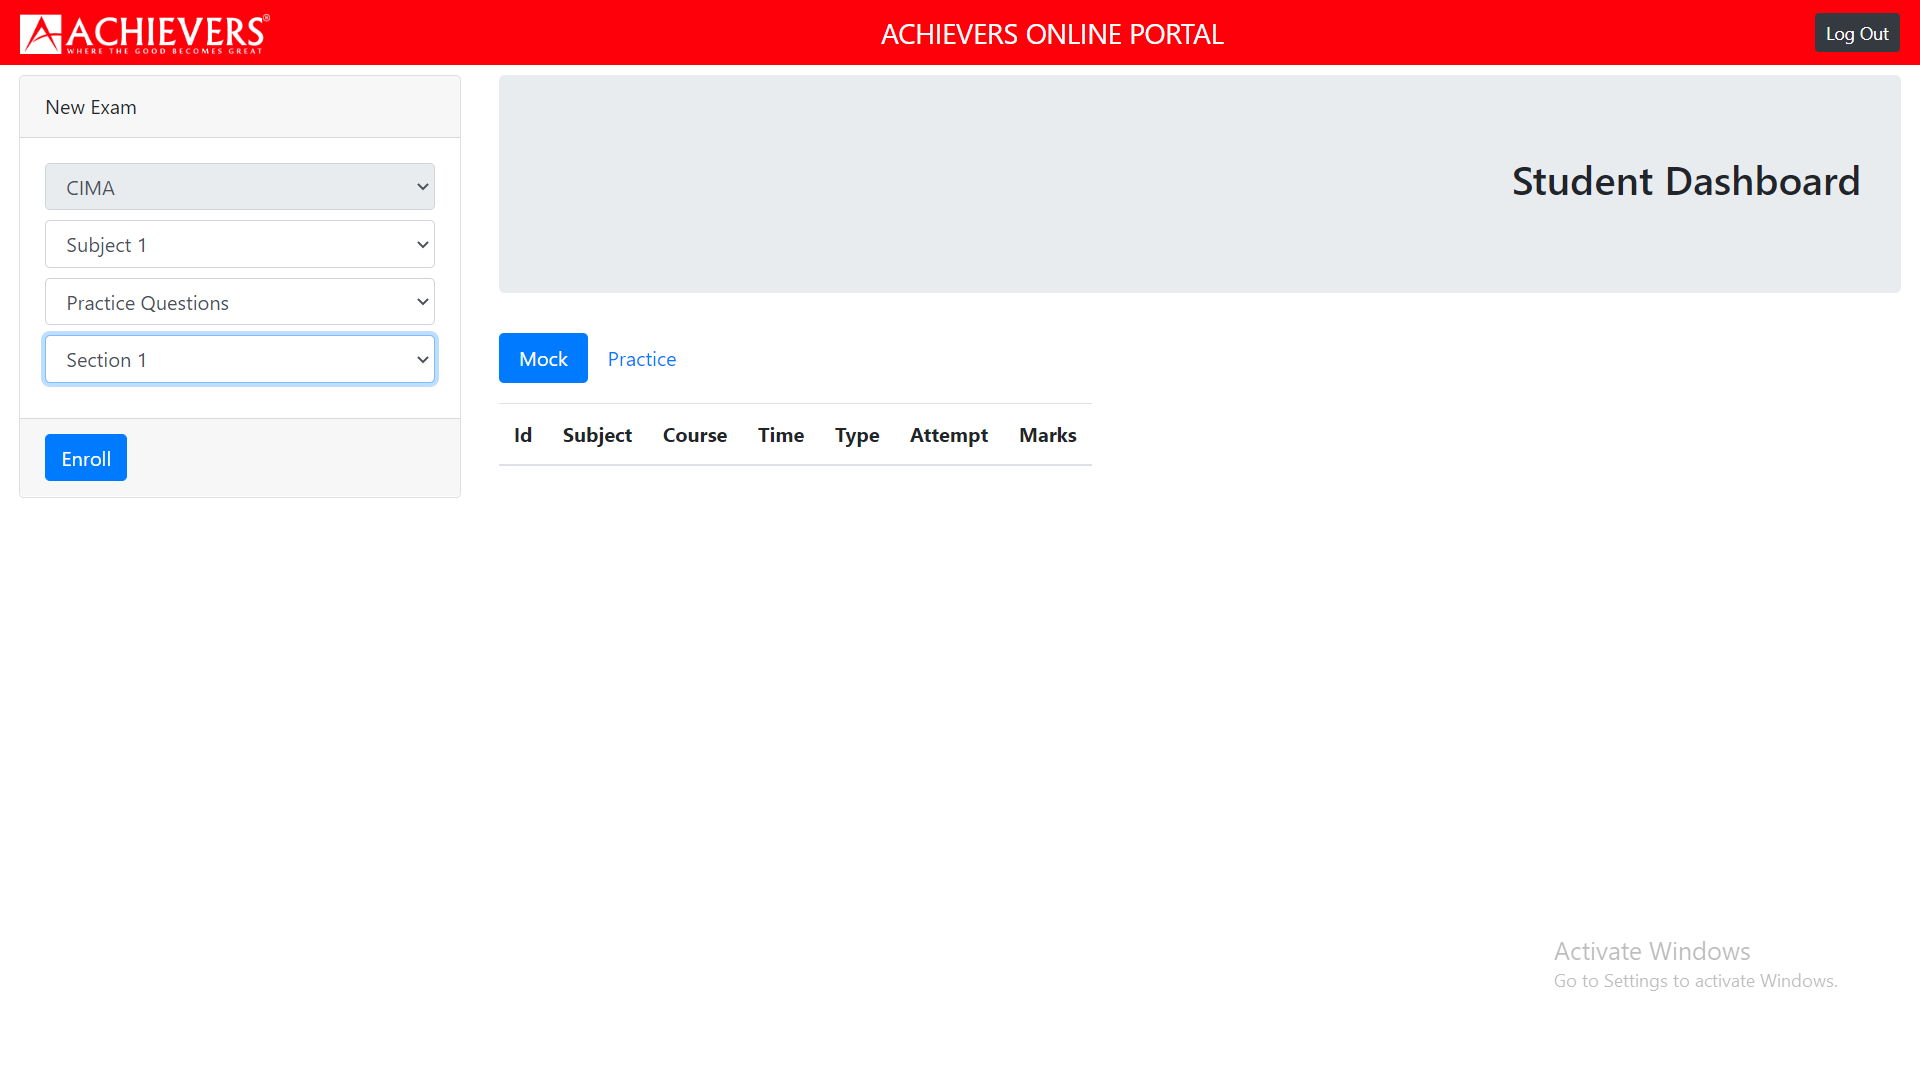 ACHIEVERS®
WHERE THE GOOD BECOMES GREAT
ACHIEVERS ONLINE PORTAL
Log Out
New Exam
CIMA
Subject 1
Practice Questions
Section 1
Enroll
Student Dashboard
Mock Practice
Id Subject Course Time Type Attempt Marks
Activate Windows
Go to Settings to activate Windows.